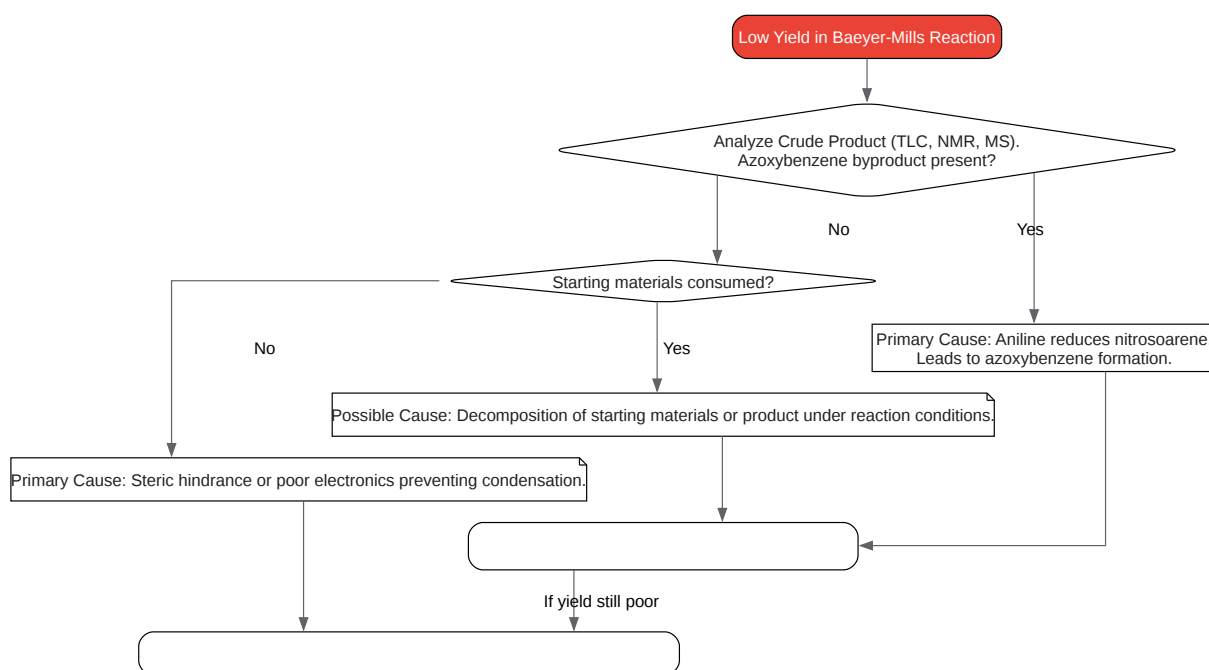 Low Yield in Baeyer-Mills Reaction
Analyze Crude Product (TLC, NMR, MS).
Azoxybenzene byproduct present?
No
Yes
Starting materials consumed?
No
Yes
Primary Cause: Aniline reduces nitrosoarene.
Leads to azoxybenzene formation.
Possible Cause: Decomposition of starting materials or product under reaction conditions.
Primary Cause: Steric hindrance or poor electronics preventing condensation.
If yield still poor